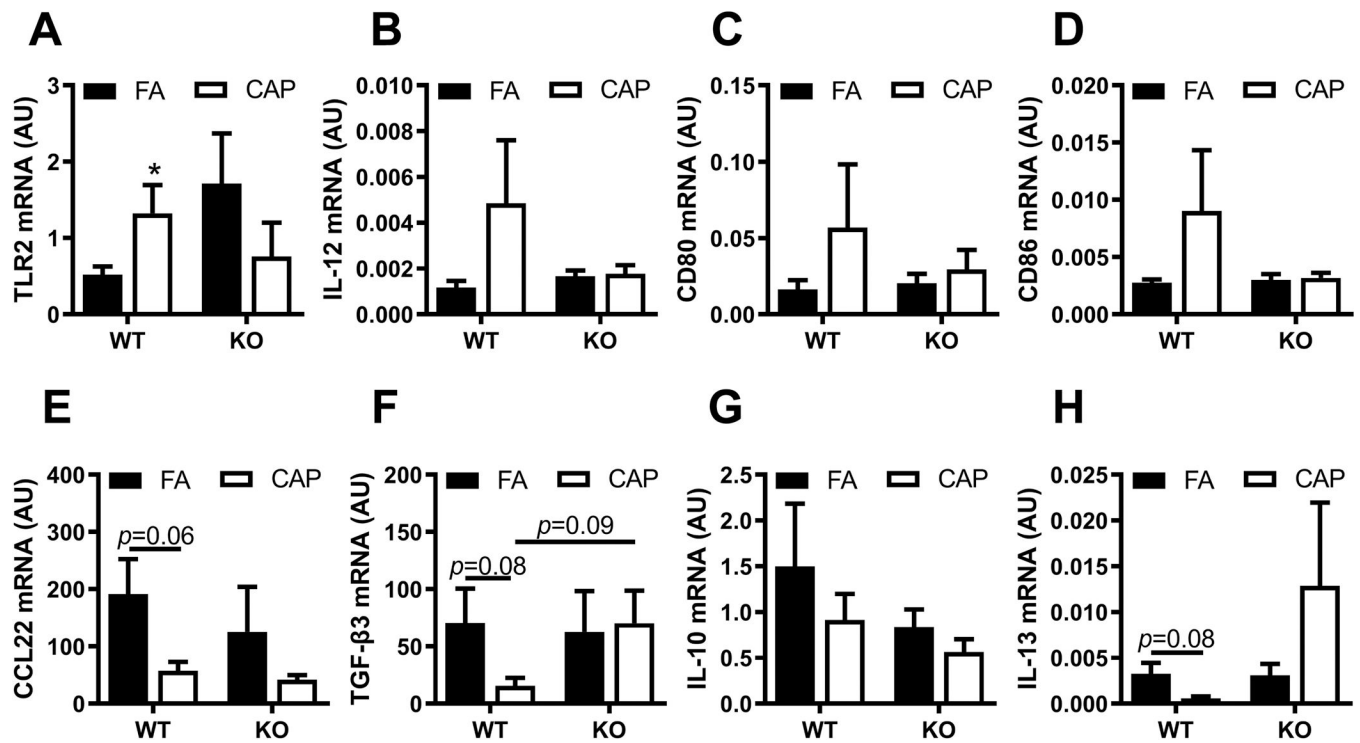 A
TLR2 mRNA (AU)
FA CAP
3
2
1
0
*
WT KO
B
IL-12 mRNA (AU)
FA CAP
0.010
0.008
0.006
0.004
0.002
0.000
WT KO
C
CD80 mRNA (AU)
FA CAP
0.15
0.10
0.05
0.00
WT KO
D
CD86 mRNA (AU)
FA CAP
0.020
0.015
0.010
0.005
0.000
WT KO
E
CCL22 mRNA (AU)
FA CAP
400
300
200
100
0
p=0.06
WT KO
F
TGF-β3 mRNA (AU)
FA CAP
200
150
100
50
0
p=0.09
p=0.08
WT KO
G
IL-10 mRNA (AU)
FA CAP
2.5
2.0
1.5
1.0
0.5
0.0
WT KO
H
IL-13 mRNA (AU)
FA CAP
0.025
0.020
0.015
0.010
0.005
0.000
p=0.08
WT KO